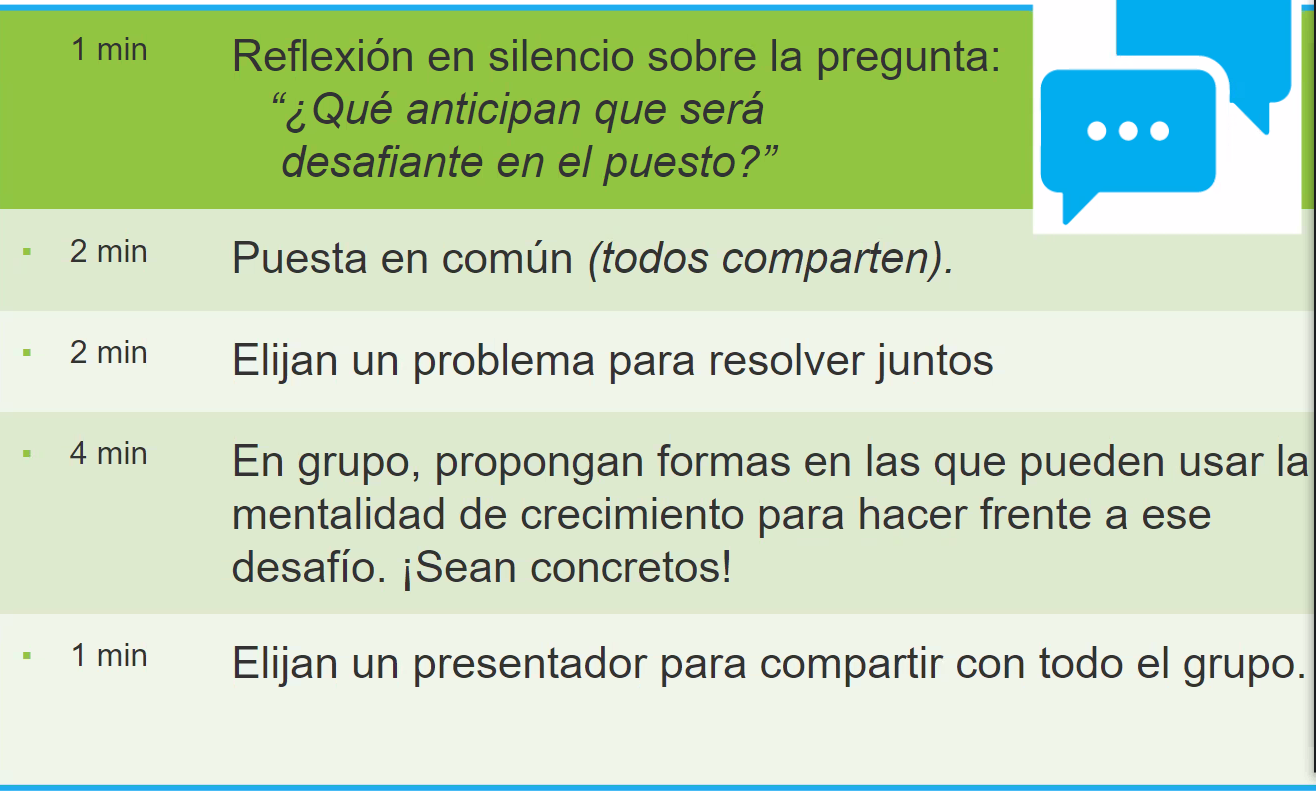 1 min Reflexión en silencio sobre la pregunta:
“¿Qué anticipan que será
desafiante en el puesto?”
▪ 2 min Puesta en común (todos comparten).
▪ 2 min Elijan un problema para resolver juntos
▪ 4 min En grupo, propongan formas en las que pueden usar la
mentalidad de crecimiento para hacer frente a ese
desafío. ¡Sean concretos!
▪ 1 min Elijan un presentador para compartir con todo el grupo.